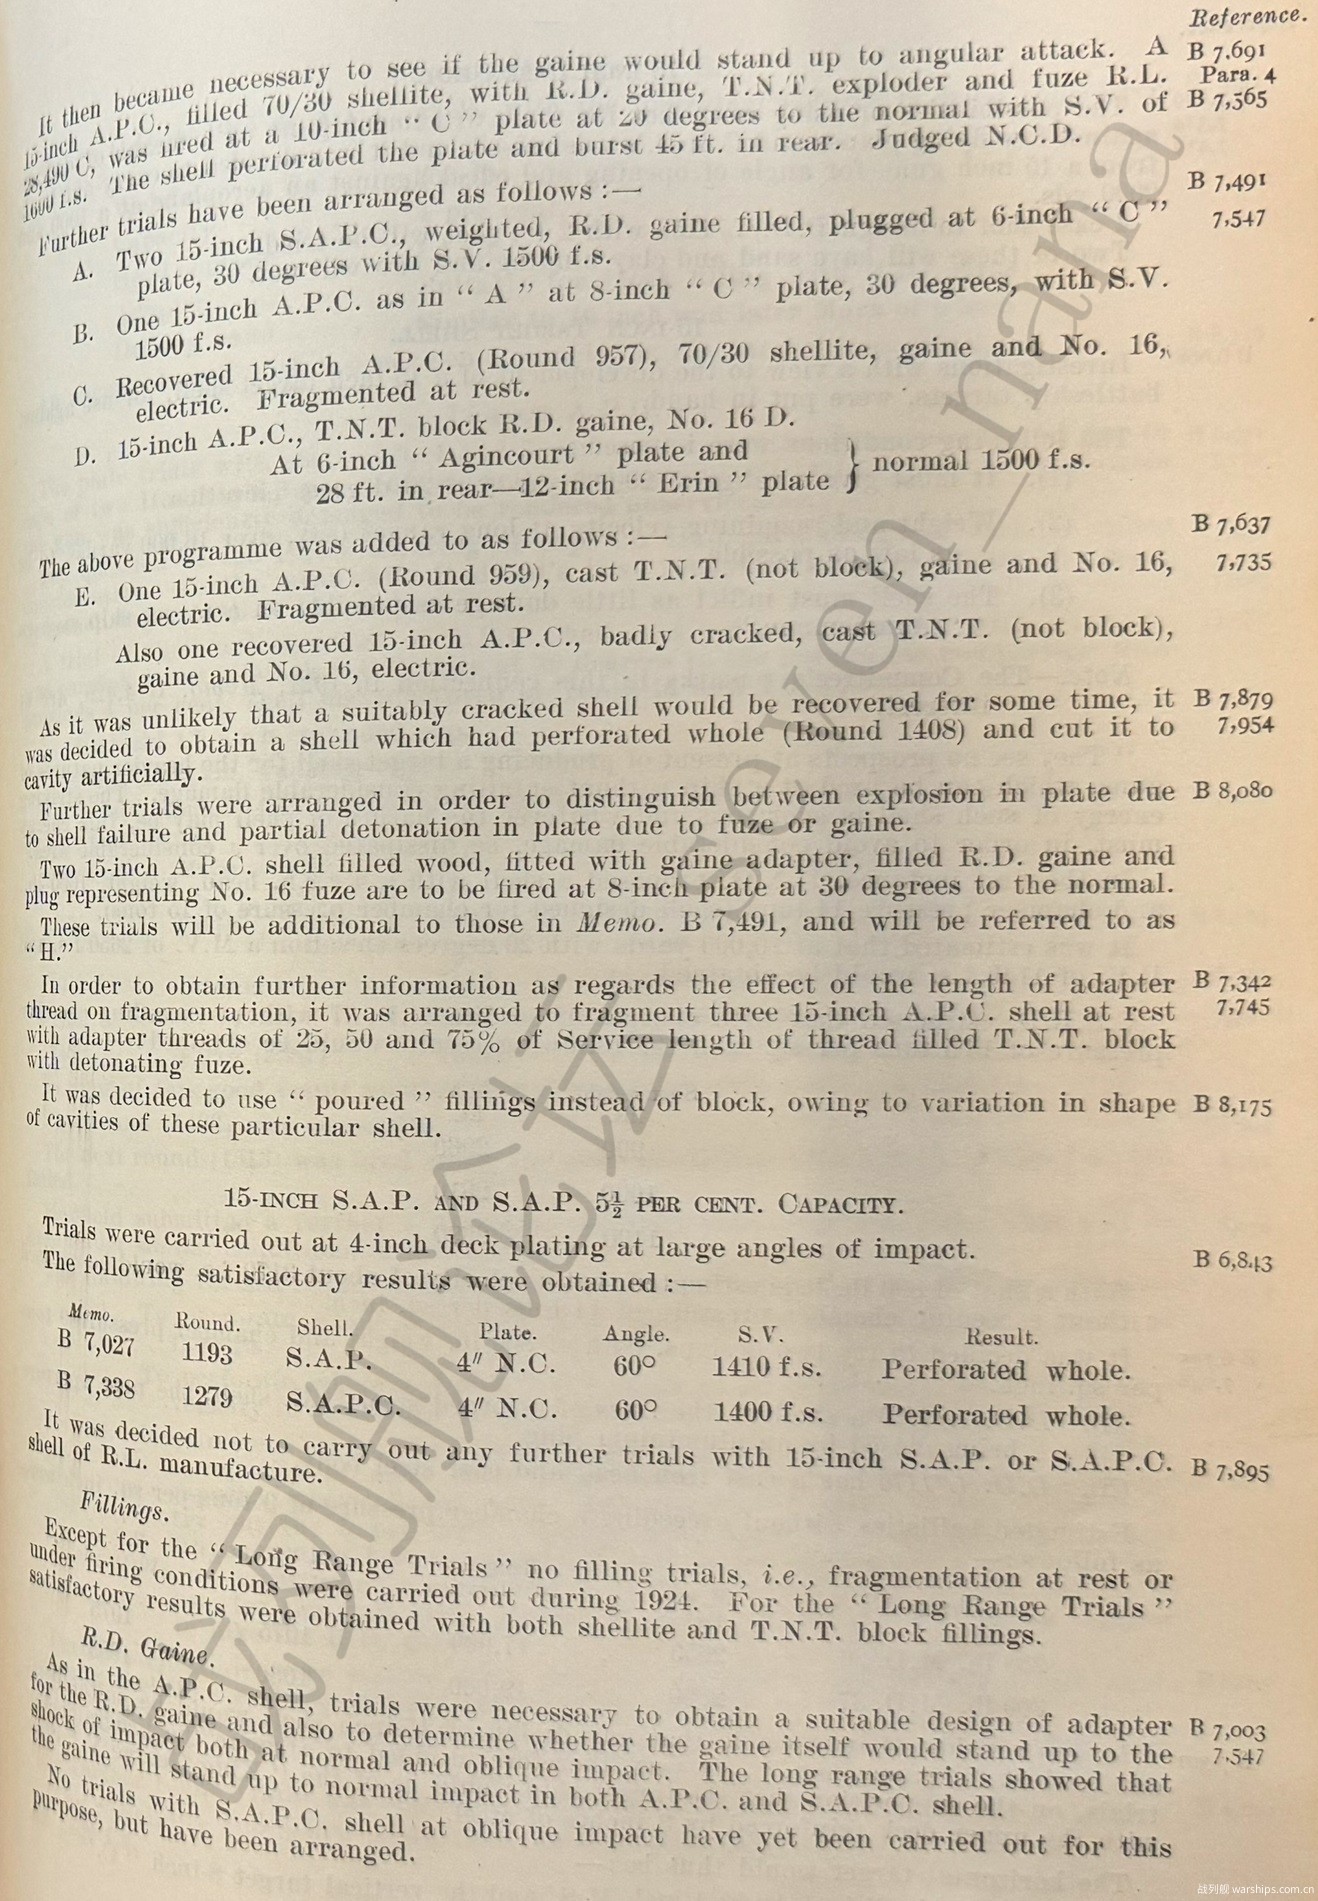 Reference.
It then became necessary to see if the gaine would stand up to angular attack. A B 7,691
15-inch A.P.C., filled 70/30 shellite, with R.D. gaine, T.N.T. exploder and fuze R.L. Para. 4
28,490 C, was fired at a 10-inch “ C ” plate at 20 degrees to the normal with S.V. of B 7,565
1600 f.s. The shell perforated the plate and burst 45 ft. in rear. Judged N.C.D.
Further trials have been arranged as follows :— B 7,491
A. Two 15-inch S.A.P.C., weighted, R.D. gaine filled, plugged at 6-inch “ C ” 7,547
plate, 30 degrees with S.V. 1500 f.s.
B. One 15-inch A.P.C. as in “ A ” at 8-inch “ C ” plate, 30 degrees, with S.V.
1500 f.s.
C. Recovered 15-inch A.P.C. (Round 957), 70/30 shellite, gaine and No. 16,
electric. Fragmented at rest.
D. 15-inch A.P.C., T.N.T. block R.D. gaine, No. 16 D.
At 6-inch “ Agincourt ” plate and
28 ft. in rear—12-inch “ Erin ” plate } normal 1500 f.s.
The above programme was added to as follows :— B 7,637
E. One 15-inch A.P.C. (Round 959), cast T.N.T. (not block), gaine and No. 16, 7,735
electric. Fragmented at rest.
Also one recovered 15-inch A.P.C., badly cracked, cast T.N.T. (not block),
gaine and No. 16, electric.
As it was unlikely that a suitably cracked shell would be recovered for some time, it B 7,879
was decided to obtain a shell which had perforated whole (Round 1408) and cut it to 7,954
cavity artificially.
Further trials were arranged in order to distinguish between explosion in plate due B 8,080
to shell failure and partial detonation in plate due to fuze or gaine.
Two 15-inch A.P.C. shell filled wood, fitted with gaine adapter, filled R.D. gaine and
plug representing No. 16 fuze are to be fired at 8-inch plate at 30 degrees to the normal.
These trials will be additional to those in Memo. B 7,491, and will be referred to as
“ H.”
In order to obtain further information as regards the effect of the length of adapter B 7,342
thread on fragmentation, it was arranged to fragment three 15-inch A.P.C. shell at rest 7,745
with adapter threads of 25, 50 and 75% of Service length of thread filled T.N.T. block
with detonating fuze.
It was decided to use “ poured ” fillings instead of block, owing to variation in shape B 8,175
of cavities of these particular shell.
15-INCH S.A.P. AND S.A.P. 5½ PER CENT. CAPACITY.
Trials were carried out at 4-inch deck plating at large angles of impact.
The following satisfactory results were obtained :— B 6,843
Memo. Round. Shell. Plate. Angle. S.V. Result.
B 7,027 1193 S.A.P. 4″ N.C. 60° 1410 f.s. Perforated whole.
B 7,338 1279 S.A.P.C. 4″ N.C. 60° 1400 f.s. Perforated whole.
It was decided not to carry out any further trials with 15-inch S.A.P. or S.A.P.C. B 7,895
shell of R.L. manufacture.
Fillings.
Except for the “ Long Range Trials ” no filling trials, i.e., fragmentation at rest or
under firing conditions were carried out during 1924. For the “ Long Range Trials ”
satisfactory results were obtained with both shellite and T.N.T. block fillings.
R.D. Gaine.
As in the A.P.C. shell, trials were necessary to obtain a suitable design of adapter B 7,003
for the R.D. gaine and also to determine whether the gaine itself would stand up to the 7,547
shock of impact both at normal and oblique impact. The long range trials showed that
the gaine will stand up to normal impact in both A.P.C. and S.A.P.C. shell.
No trials with S.A.P.C. shell at oblique impact have yet been carried out for this
purpose, but have been arranged.
战列舰论坛 seven_nana
战列舰 warships.com.cn